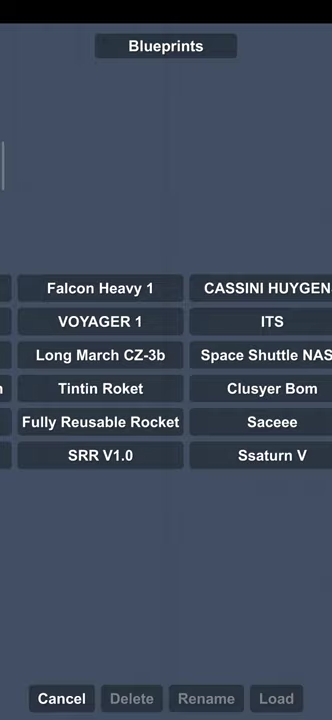 Blueprints
Falcon Heavy 1
CASSINI HUYGEN
VOYAGER 1
ITS
Long March CZ-3b
Space Shuttle NAS
Tintin Roket
Clusyer Bom
Fully Reusable Rocket
Saceee
SRR V1.0
Ssaturn V
Cancel
Delete
Rename
Load